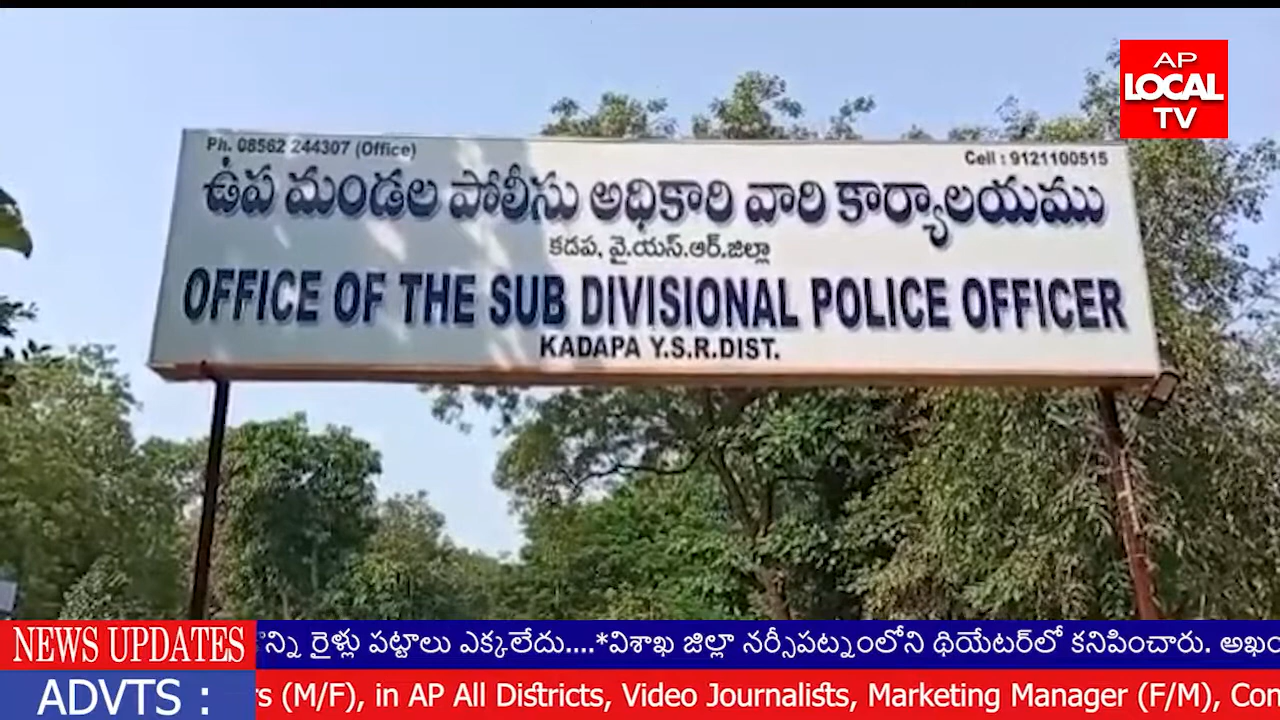 AP
LOCAL
TV
Ph. 08562 244307 (Office)
Cell : 9121100515
ఉప మండల పోలీసు అధికారి వారి కార్యాలయము
కడప, వై.యస్.ఆర్.జిల్లా
OFFICE OF THE SUB DIVISIONAL POLICE OFFICER
KADAPA Y.S.R.DIST.
NEWS UPDATES
రైళ్లు పట్టాలు ఎక్కలేదు....*విశాఖ జిల్లా నర్సీపట్నంలోని థియేటర్‌లో కనిపించారు.
ADVTS :
s (M/F), in AP All Districts, Video Journalists, Marketing Manager (F/M), Con